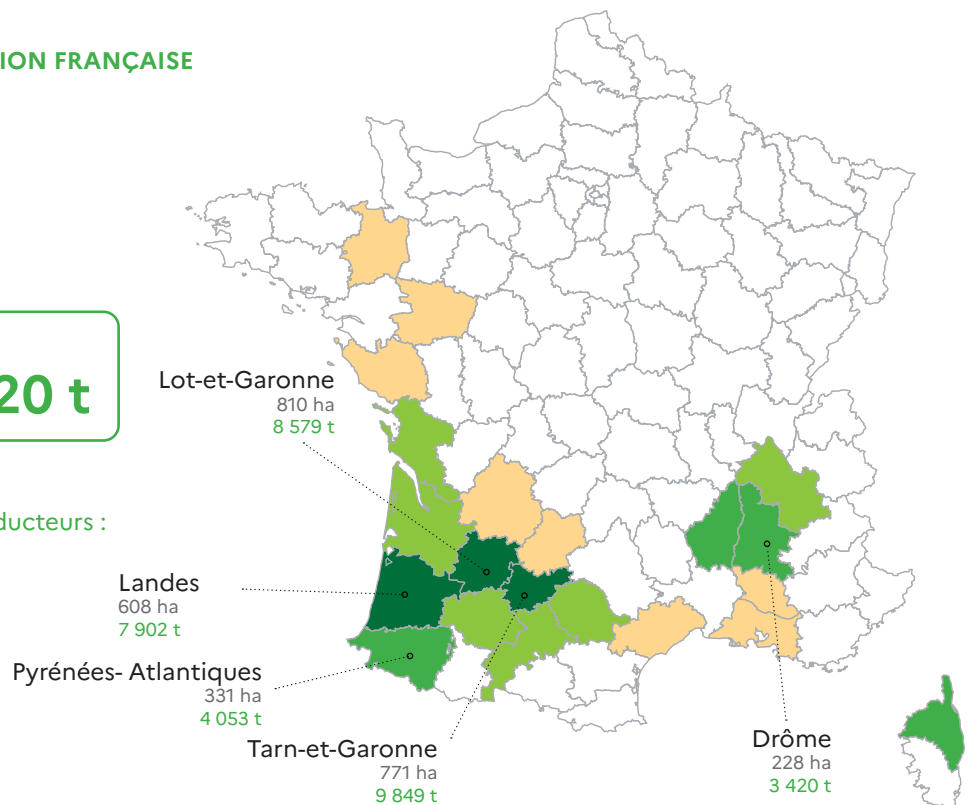 ION FRANÇAISE
20 t
ducteurs :
Lot-et-Garonne
810 ha
8 579 t
Landes
608 ha
7 902 t
Pyrénées- Atlantiques
331 ha
4 053 t
Tarn-et-Garonne
771 ha
9 849 t
Drôme
228 ha
3 420 t